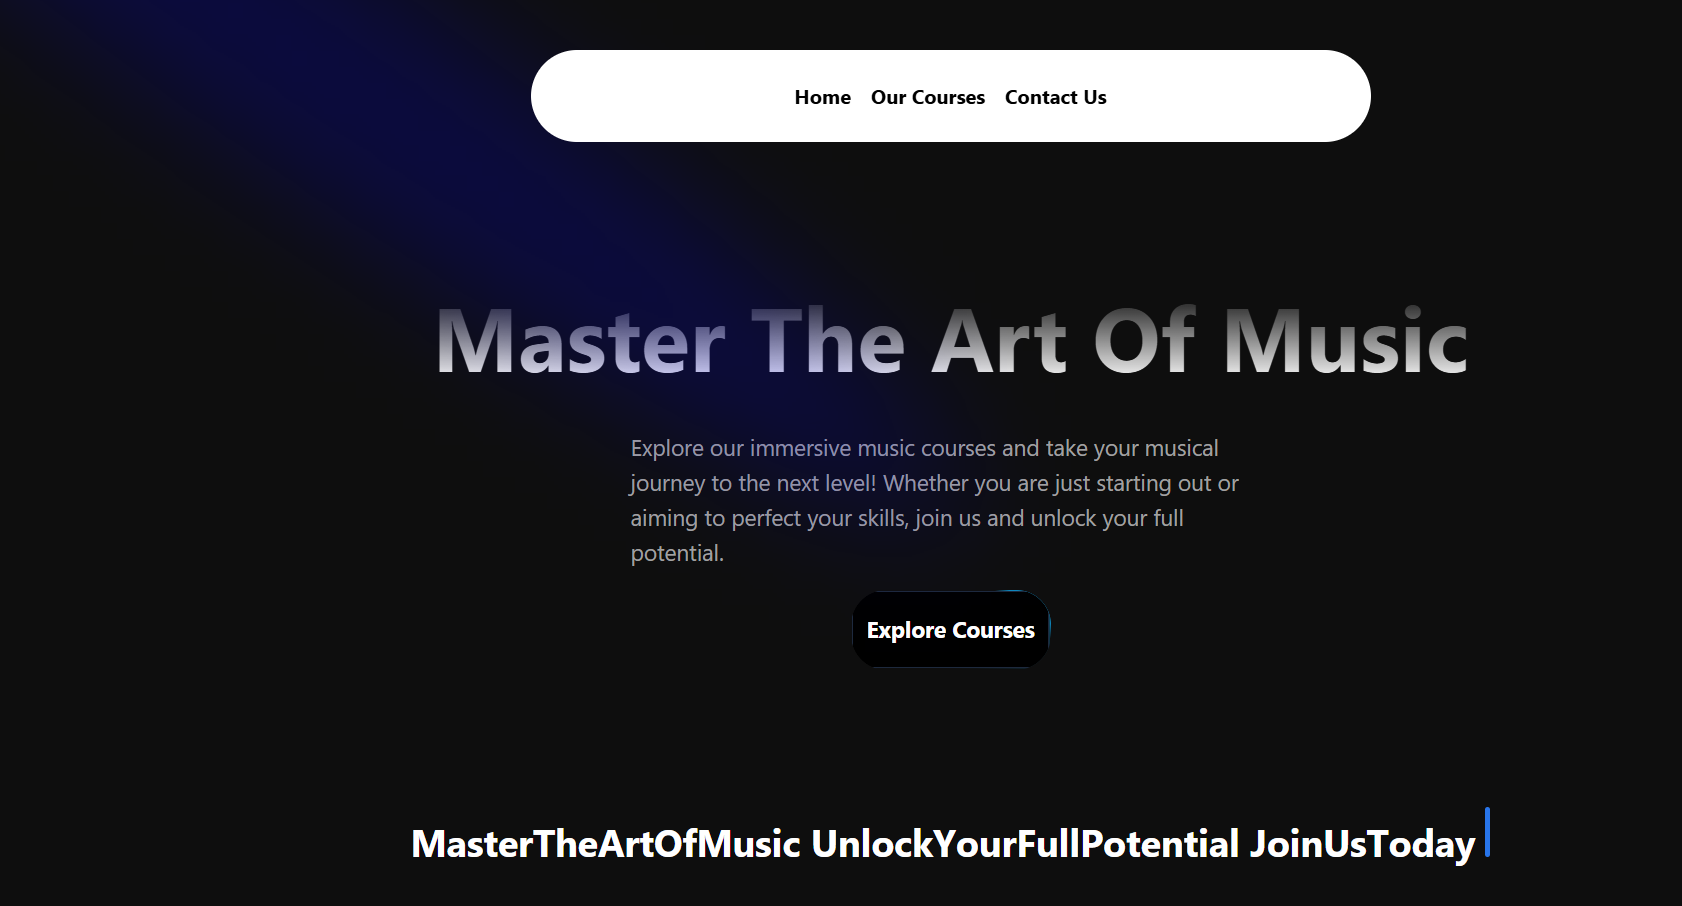 Home Our Courses Contact Us
Master The Art Of Music
Explore our immersive music courses and take your musical
journey to the next level! Whether you are just starting out or
aiming to perfect your skills, join us and unlock your full
potential.
Explore Courses
MasterTheArtOfMusic UnlockYourFullPotential JoinUsToday